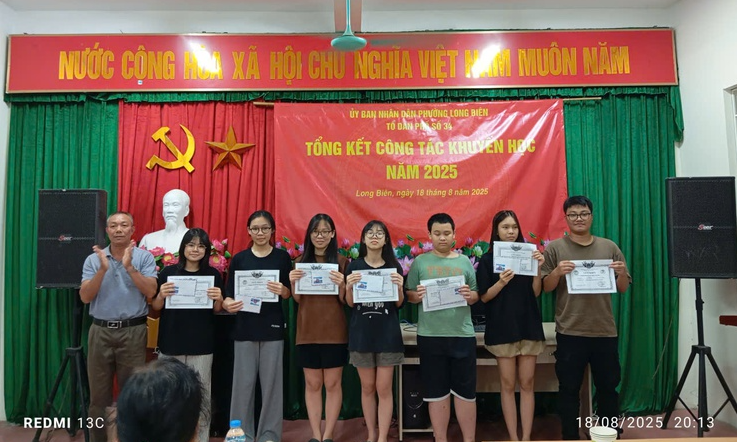 NƯỚC CỘNG HÒA XÃ HỘI CHỦ NGHĨA VIỆT NAM MUÔN NĂM
ỦY BAN NHÂN DÂN PHƯỜNG LONG BIÊN
TỔ DÂN PHỐ SỐ 34
TỔNG KẾT CÔNG TÁC KHUYẾN HỌC
NĂM 2025
Long Biên, ngày 18 tháng 8 năm 2025
REDMI 13C
18/08/2025 20:13